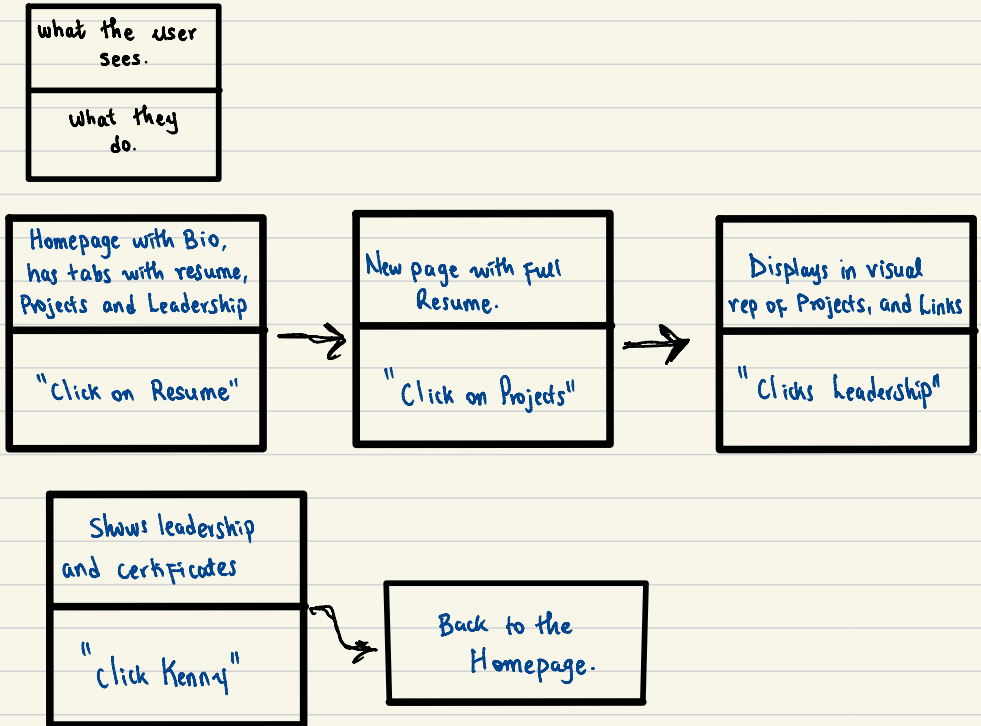 what the user
sees.
what they
do.
Homepage with Bio,
has tabs with resume,
Projects and Leadership
"Click on Resume"
New page with Full
Resume.
"Click on Projects"
Displays in visual
rep of Projects, and Links
"Clicks Leadership"
Shows leadership
and certificates
"Click Kenny"
Back to the
Homepage.